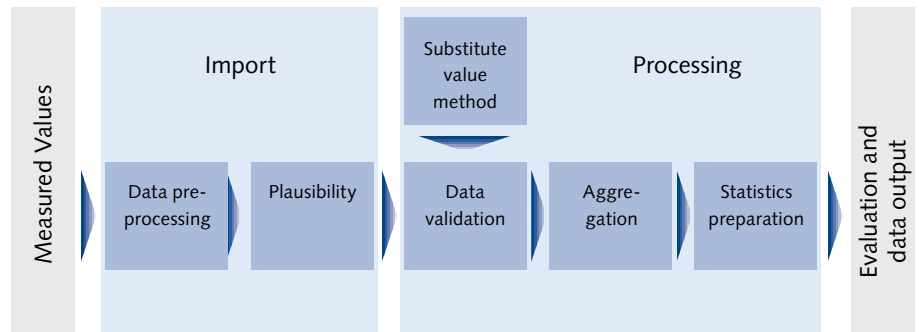 Measured Values
Import
Data pre-
processing
Plausibility
Substitute
value
method
Processing
Data
validation
Aggre-
gation
Statistics
preparation
Evaluation and
data output